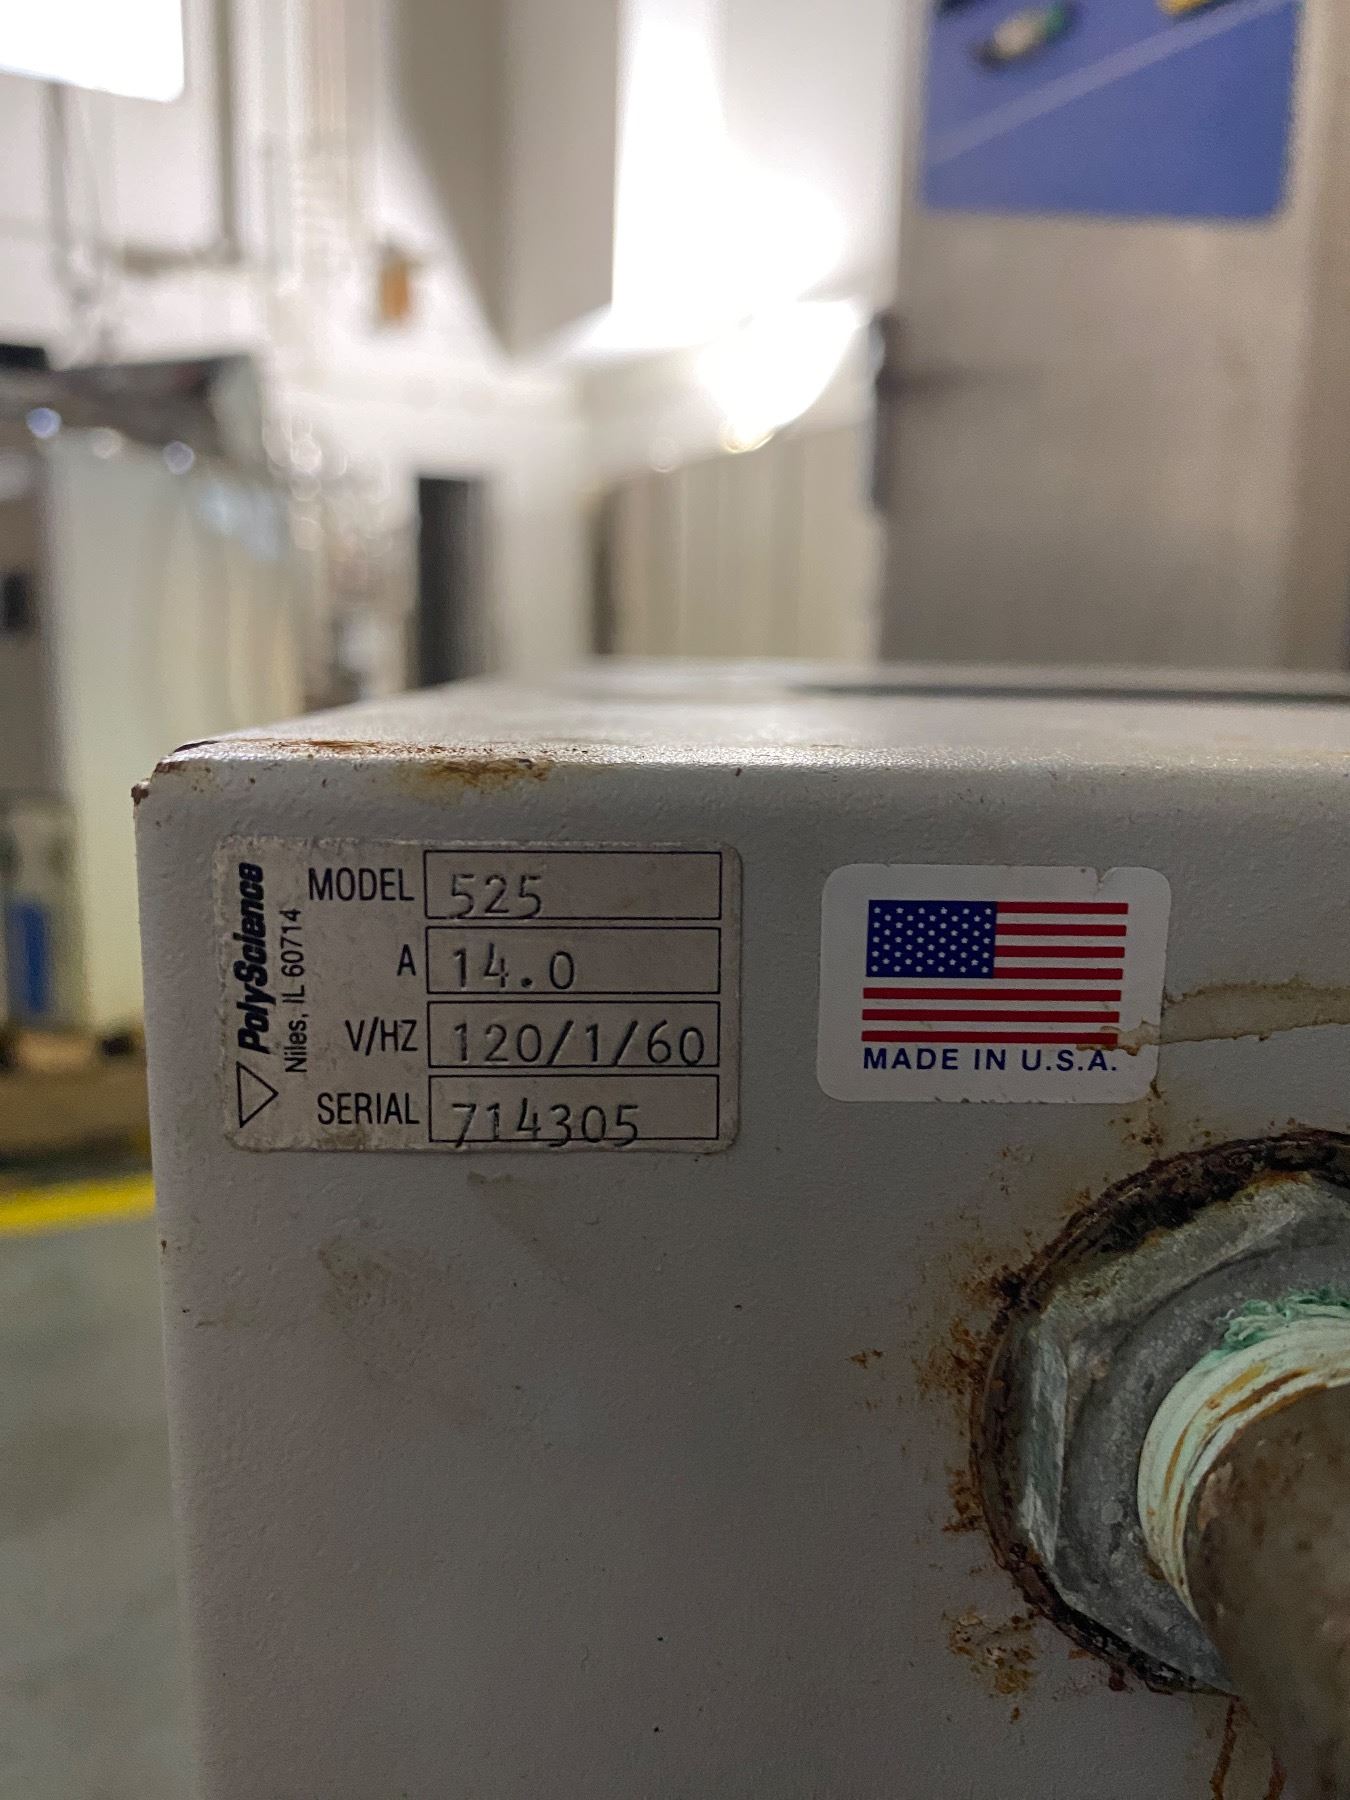 PolyScience
Niles, IL 60714
MODEL 525
A 14.0
V/HZ 120/1/60
SERIAL 714305
MADE IN U.S.A.